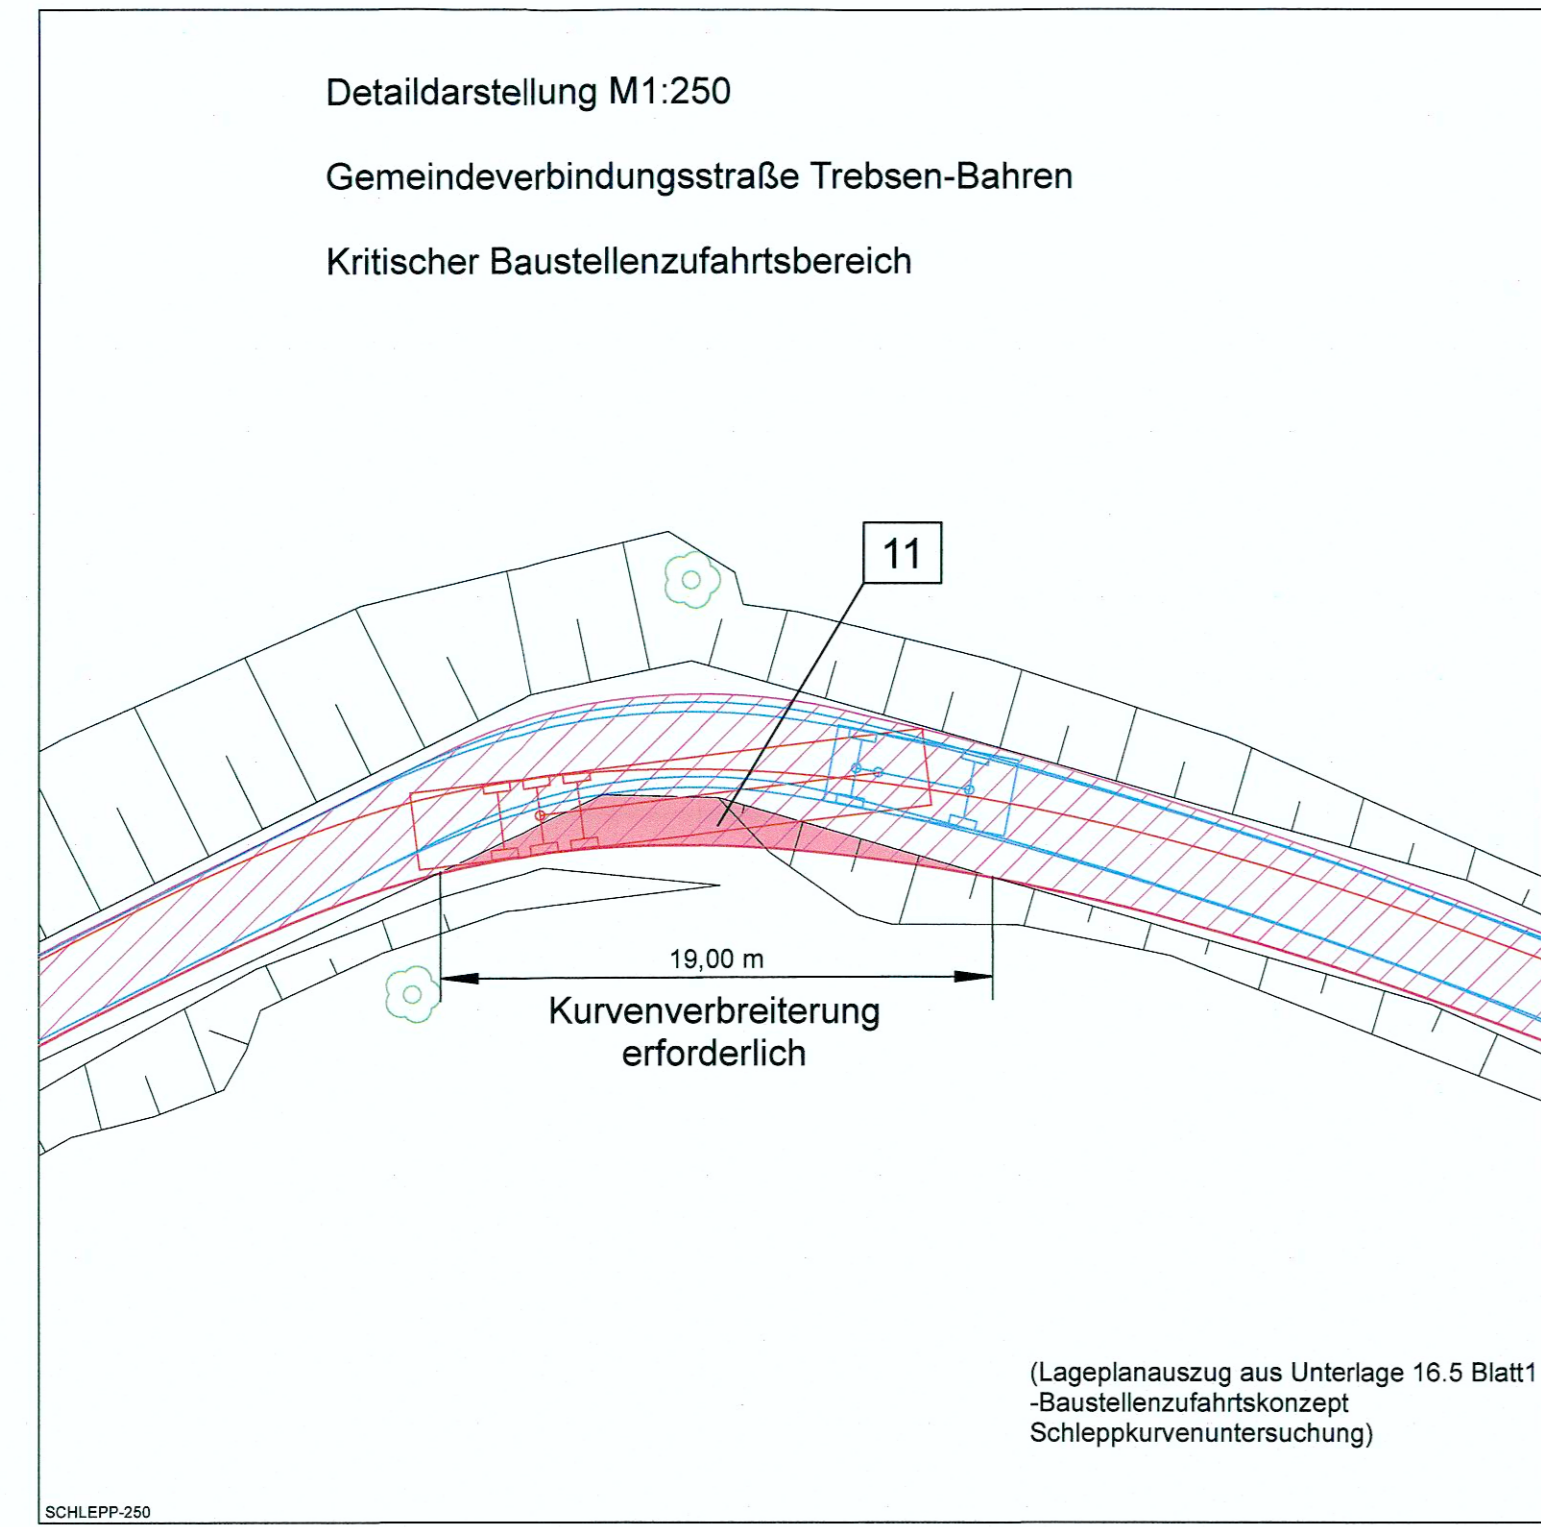 Detaildarstellung M1:250
Gemeindeverbindungsstraße Trebsen-Bahren
Kritischer Baustellenzufahrtsbereich
11
19,00 m
Kurvenverbreiterung
erforderlich
(Lageplanauszug aus Unterlage 16.5 Blatt1
-Baustellenzufahrtskonzept
Schleppkurvenuntersuchung)
SCHLEPP-250